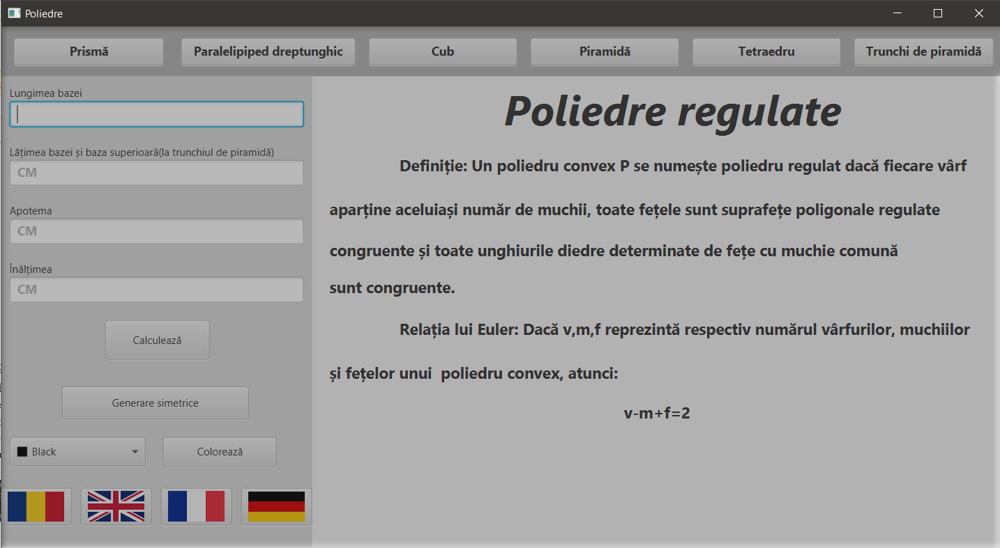 Poliedre
Prismă
Paralelipiped dreptunghic
Cub
Piramidă
Tetraedru
Trunchi de piramidă
Lungimea bazei
Lățimea bazei și baza superioară(la trunchiul de piramidă)
CM
Apotema
CM
Înălțimea
CM
Calculează
Generare simetrice
Black
Colorează
Poliedre regulate
Definiție: Un poliedru convex P se numește poliedru regulat dacă fiecare vârf
aparține aceluiași număr de muchii, toate fețele sunt suprafețe poligonale regulate
congruente și toate unghiurile diedre determinate de fețe cu muchie comună
sunt congruente.
Relația lui Euler: Dacă v,m,f reprezintă respectiv numărul vârfurilor, muchiilor
și fețelor unui  poliedru convex, atunci:
v-m+f=2